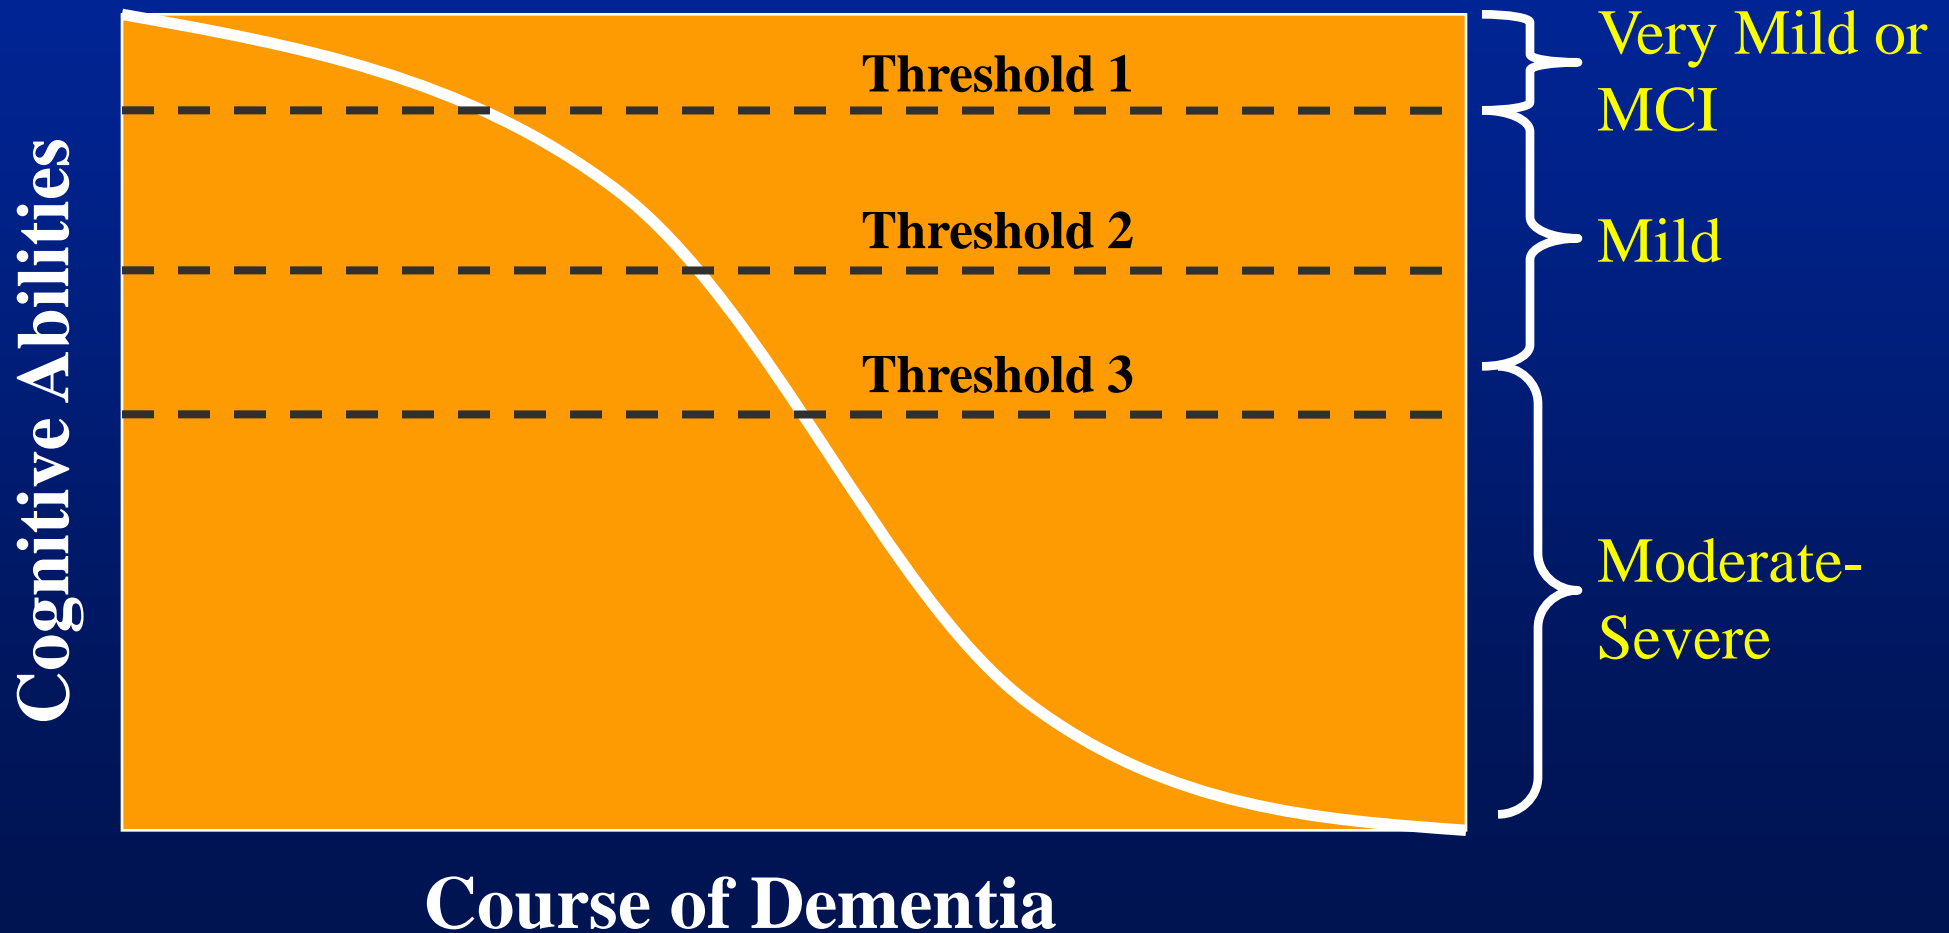 Very Mild or
MCI
Threshold 1
Threshold 2
Mild
Threshold 3
Moderate-
Severe
Cognitive Abilities
Course of Dementia